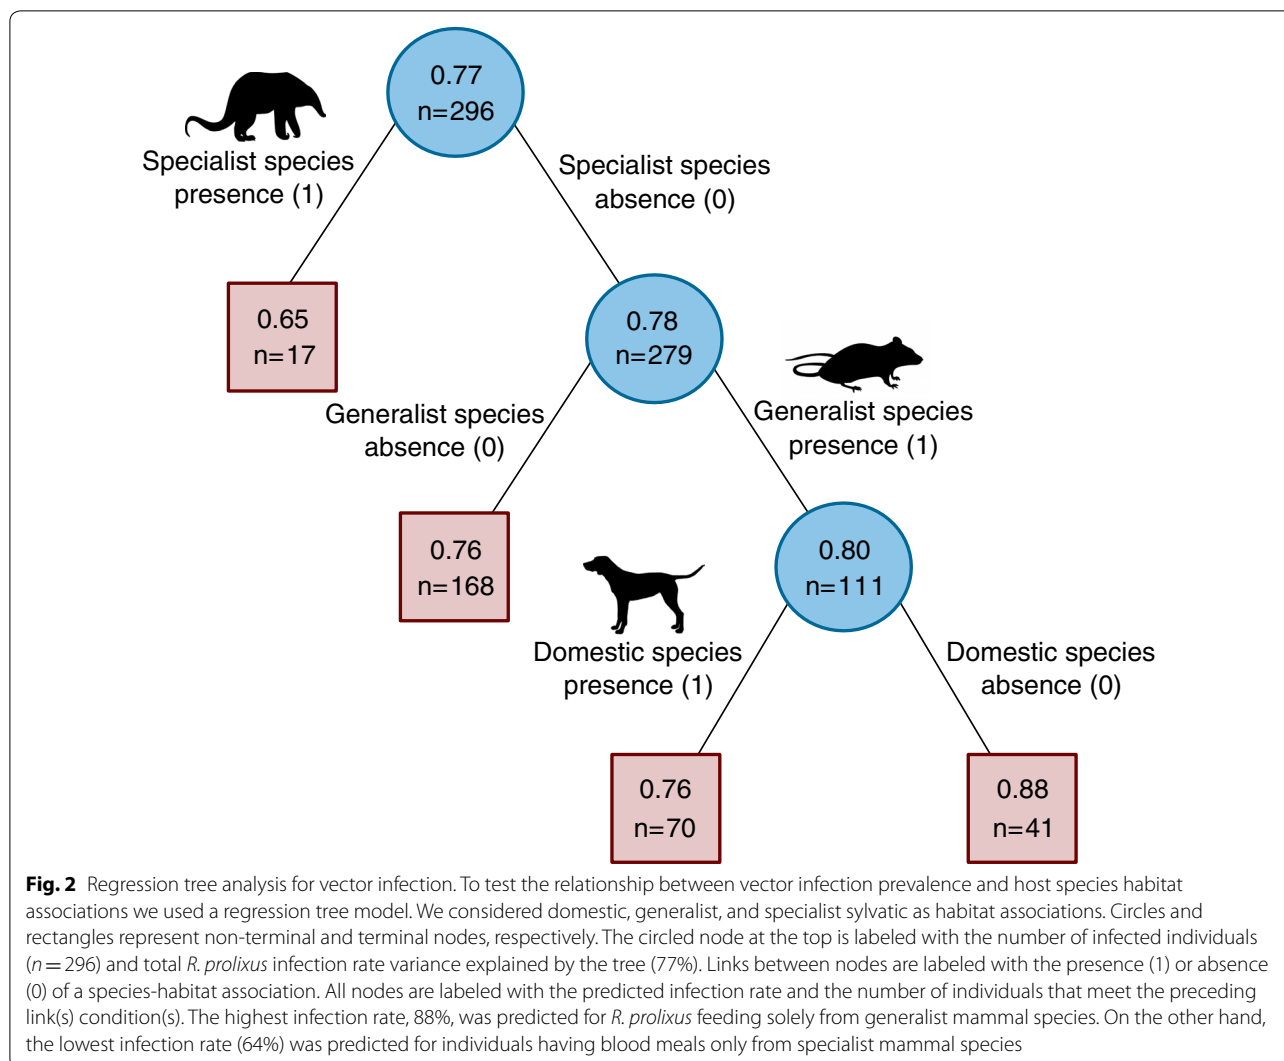 0.77
n=296
Specialist species
presence (1)
Specialist species
absence (0)
0.65
n=17
0.78
n=279
Generalist species
absence (0)
Generalist species
presence (1)
0.76
n=168
0.80
n=111
Domestic species
presence (1)
Domestic species
absence (0)
0.76
n=70
0.88
n=41
Fig. 2 Regression tree analysis for vector infection. To test the relationship between vector infection prevalence and host species habitat
associations we used a regression tree model. We considered domestic, generalist, and specialist sylvatic as habitat associations. Circles and
rectangles represent non-terminal and terminal nodes, respectively. The circled node at the top is labeled with the number of infected individuals
(n = 296) and total R. prolixus infection rate variance explained by the tree (77%). Links between nodes are labeled with the presence (1) or absence
(0) of a species-habitat association. All nodes are labeled with the predicted infection rate and the number of individuals that meet the preceding
link(s) condition(s). The highest infection rate, 88%, was predicted for R. prolixus feeding solely from generalist mammal species. On the other hand,
the lowest infection rate (64%) was predicted for individuals having blood meals only from specialist mammal species